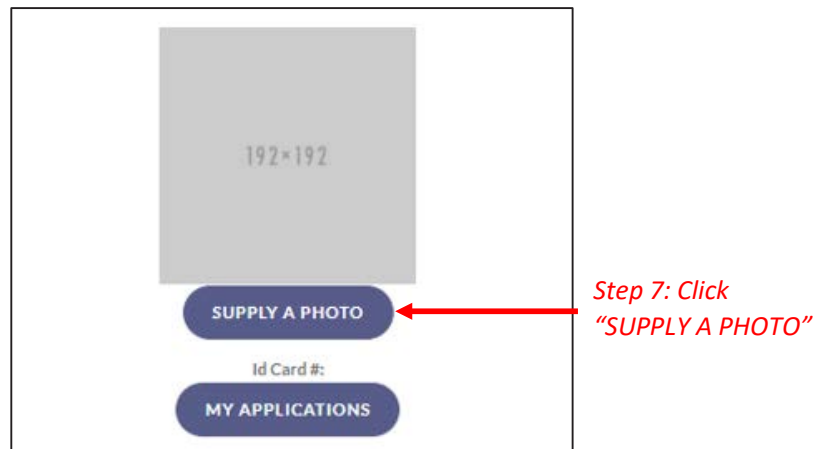 192×192
SUPPLY A PHOTO
Step 7: Click
“SUPPLY A PHOTO”
Id Card #:
MY APPLICATIONS